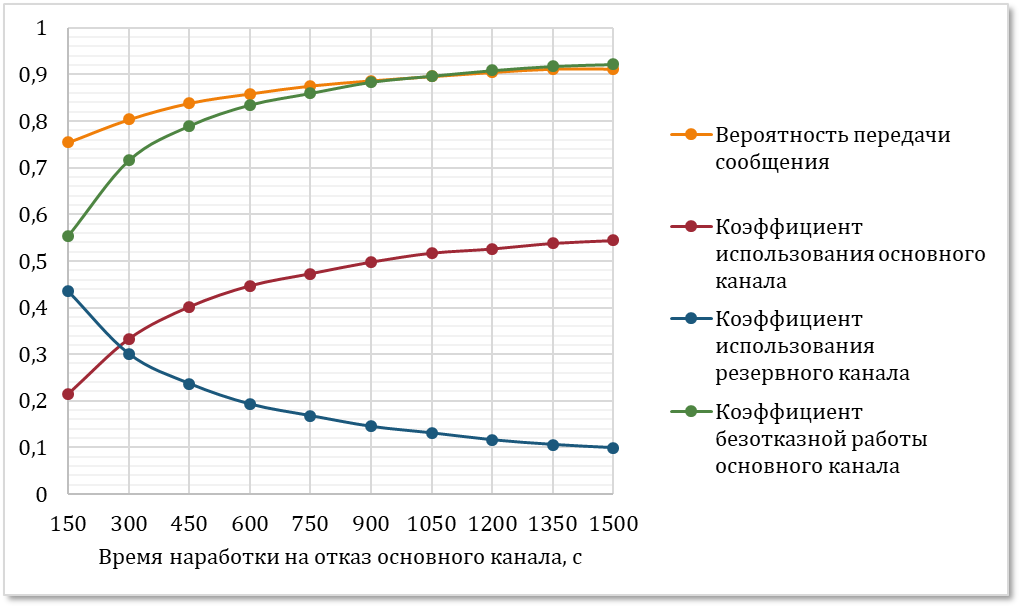 1
0,9
0,8
0,7
0,6
0,5
0,4
0,3
0,2
0,1
0
150 300 450 600 750 900 1050 1200 1350 1500
Время наработки на отказ основного канала, с
Вероятность передачи
сообщения
Коэффициент
использования основного
канала
Коэффициент
использования
резервного канала
Коэффициент
безотказной работы
основного канала